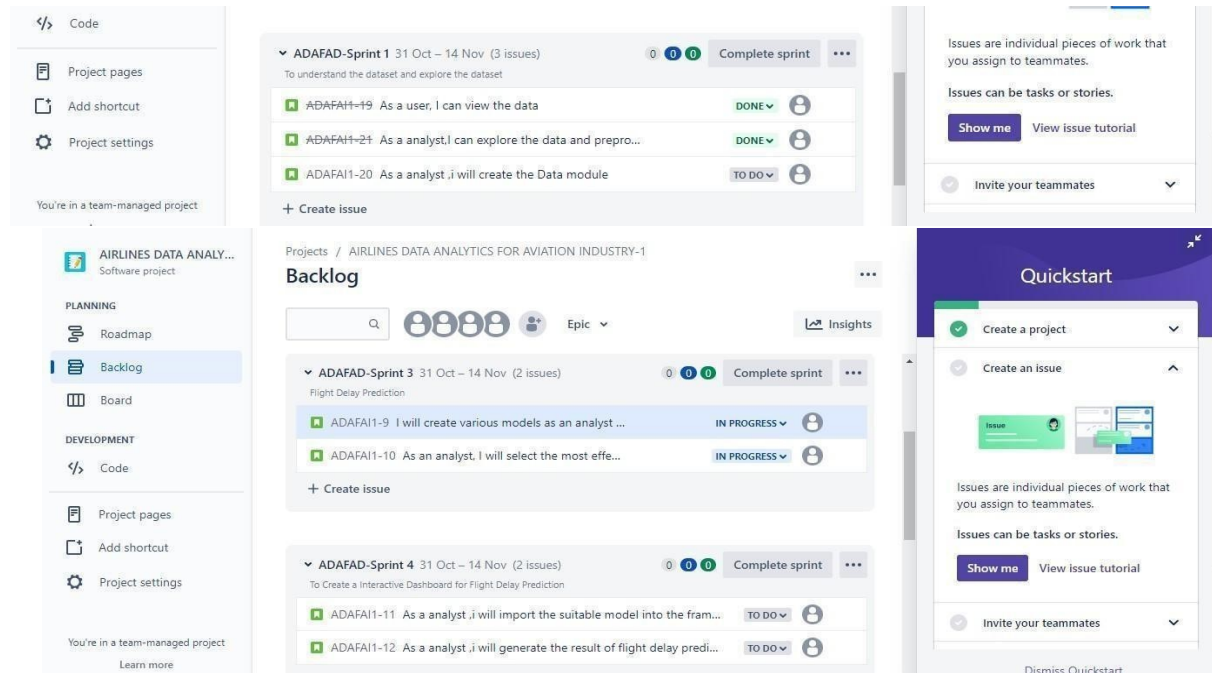 Code
Project pages
Add shortcut
Project settings
You're in a team-managed project
ADAFAD-Sprint 1 31 Oct – 14 Nov (3 issues) 0 0 0 Complete sprint
To understand the dataset and explore the dataset
ADAFAI1-19 As a user, I can view the data DONE
ADAFAI1-21 As a analyst,I can explore the data and prepro... DONE
ADAFAI1-20 As a analyst ,i will create the Data module TO DO
+ Create issue
Issues are individual pieces of work that
you assign to teammates.
Issues can be tasks or stories.
Show me View issue tutorial
Invite your teammates
AIRLINES DATA ANALY...
Software project
PLANNING
Roadmap
Backlog
Board
DEVELOPMENT
Code
Project pages
Add shortcut
Project settings
You're in a team-managed project
Learn more
Projects / AIRLINES DATA ANALYTICS FOR AVIATION INDUSTRY-1
Backlog
Epic
Insights
ADAFAD-Sprint 3 31 Oct – 14 Nov (2 issues) 0 0 0 Complete sprint
Flight Delay Prediction
ADAFAI1-9 I will create various models as an analyst ... IN PROGRESS
ADAFAI1-10 As an analyst, I will select the most effe... IN PROGRESS
+ Create issue
ADAFAD-Sprint 4 31 Oct – 14 Nov (2 issues) 0 0 0 Complete sprint
To Create a Interactive Dashboard for Flight Delay Prediction
ADAFAI1-11 As a analyst ,i will import the suitable model into the fram... TO DO
ADAFAI1-12 As a analyst ,i will generate the result of flight delay predi... TO DO
Quickstart
Create a project
Create an issue
Issue
Issues are individual pieces of work that
you assign to teammates.
Issues can be tasks or stories.
Show me View issue tutorial
Invite your teammates
Dismiss Quickstart